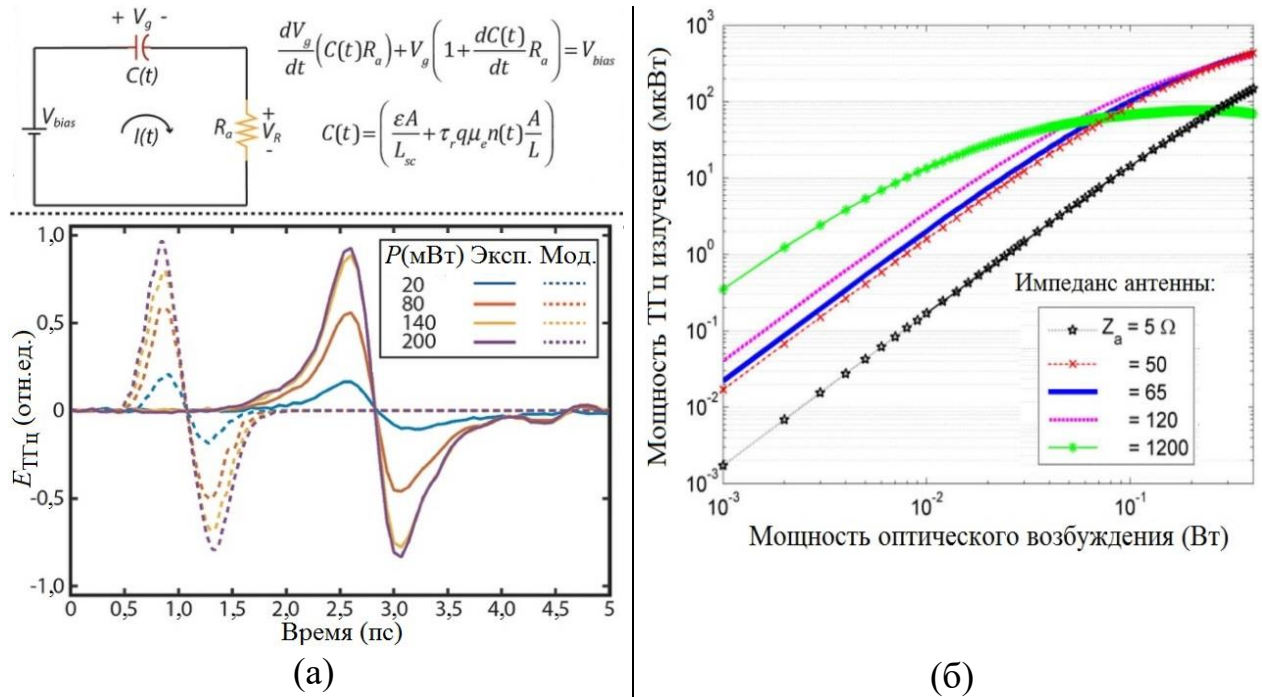 + V_g -
C(t)
V_bias
I(t)
R_a
+
V_R
-
dV_g/dt (C(t)R_a) + V_g (1 + dC(t)/dt R_a) = V_bias
C(t) = (εA/L_sc + τ_r qμ_e n(t) A/L)
E_ТГц (отн.ед.)
1,0
0,5
0
-0,5
-1,0
P(мВт) Эксп. Мод.
20
80
140
200
0 0,5 1,0 1,5 2,0 2,5 3,0 3,5 4,0 4,5 5
Время (пс)
(а)
Мощность ТГц излучения (мкВт)
10^3
10^2
10^1
10^0
10^-1
10^-2
10^-3
Импеданс антенны:
Z_a = 5 Ω
= 50
= 65
= 120
= 1200
10^-3 10^-2 10^-1
Мощность оптического возбуждения (Вт)
(б)